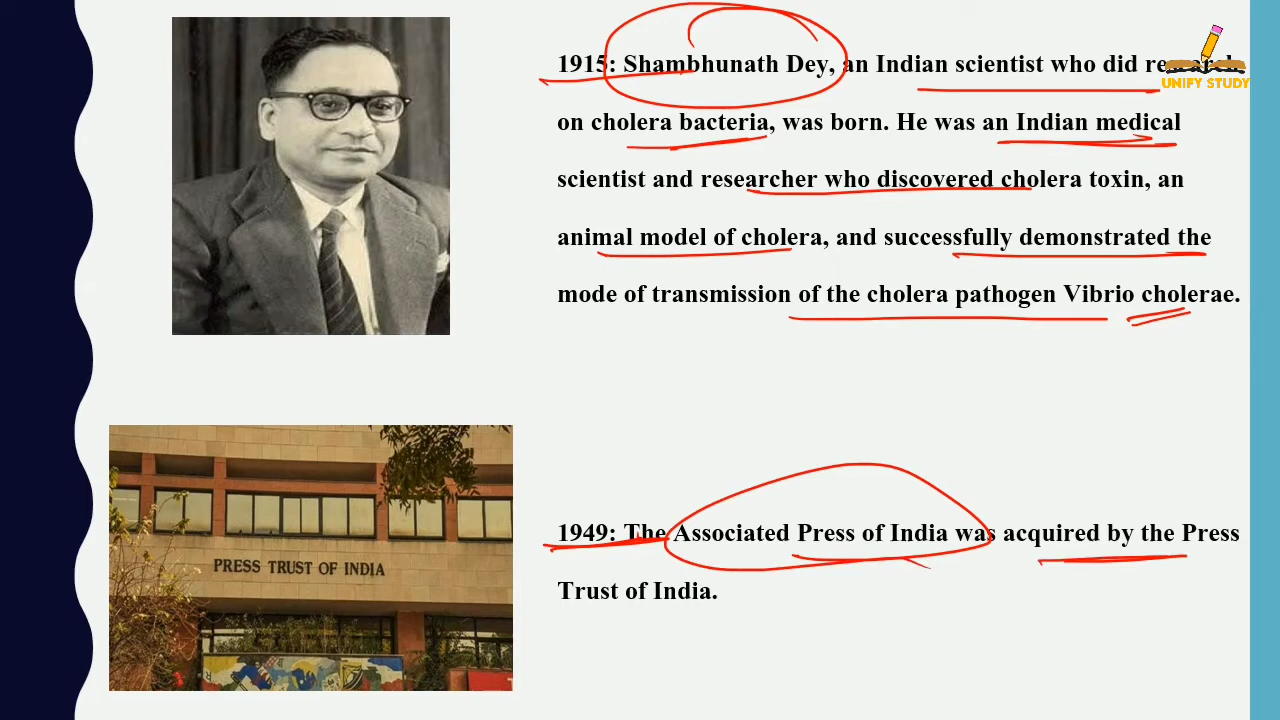 1915: Shambhunath Dey, an Indian scientist who did research
UNIFY STUDY
on cholera bacteria, was born. He was an Indian medical
scientist and researcher who discovered cholera toxin, an
animal model of cholera, and successfully demonstrated the
mode of transmission of the cholera pathogen Vibrio cholerae.
PRESS TRUST OF INDIA
1949: The Associated Press of India was acquired by the Press
Trust of India.